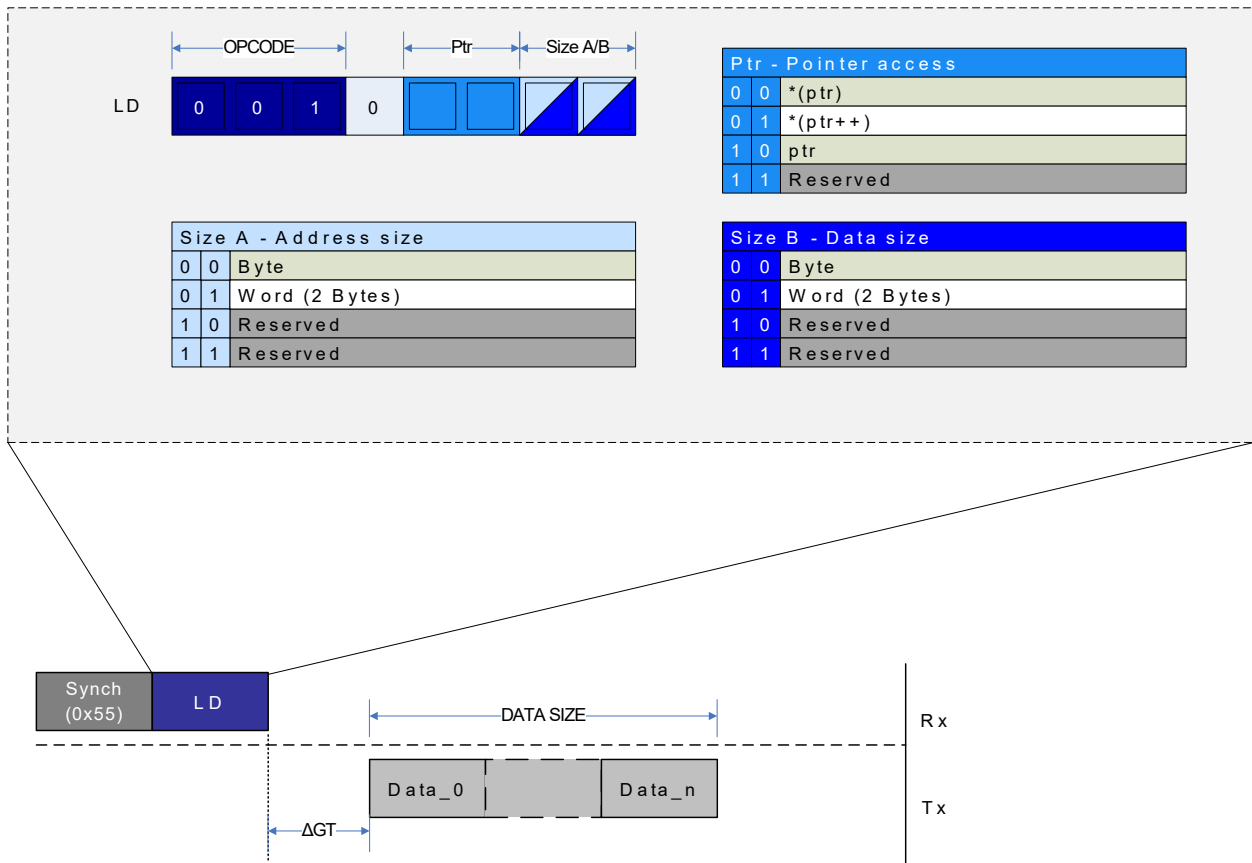 OPCODE Ptr Size A/B
LD 0 0 1 0
Ptr - Pointer access
0 0 *(ptr)
0 1 *(ptr++)
1 0 ptr
1 1 Reserved
Size A - Address size
0 0 Byte
0 1 Word (2 Bytes)
1 0 Reserved
1 1 Reserved
Size B - Data size
0 0 Byte
0 1 Word (2 Bytes)
1 0 Reserved
1 1 Reserved
Synch
(0x55)
LD
DATA SIZE
Rx
Data_0 Data_n
Tx
ΔGT